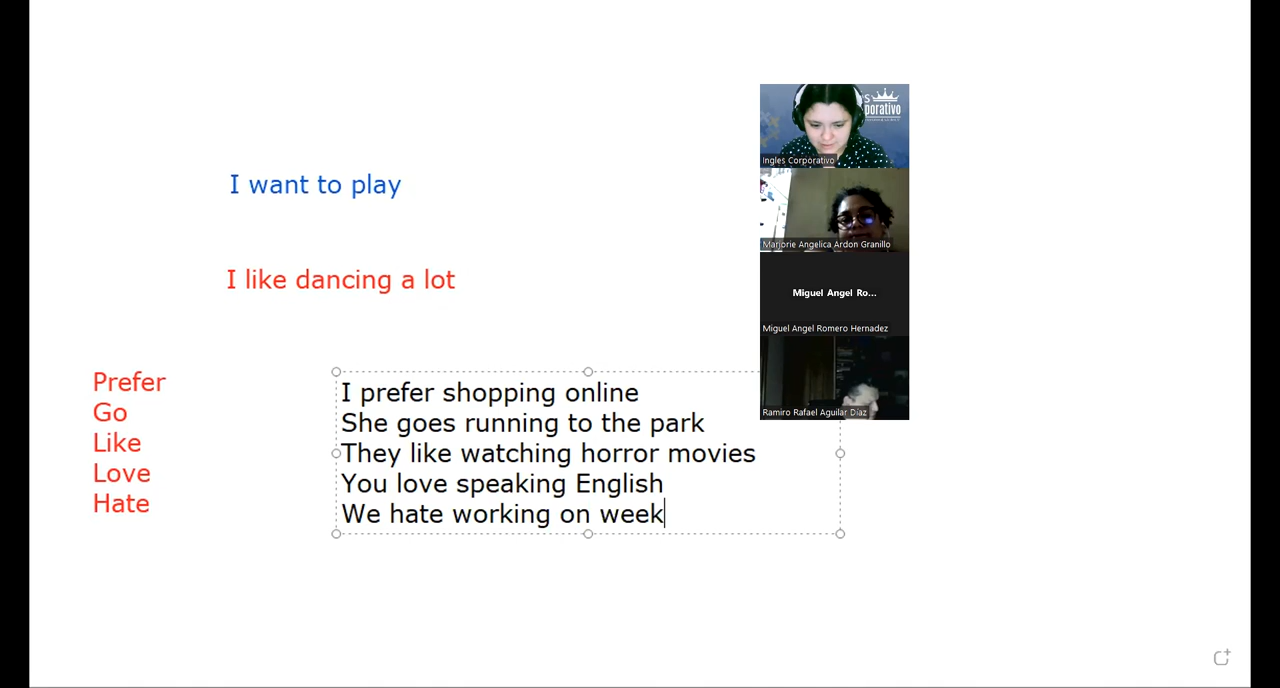 I want to play
I like dancing a lot
Prefer
Go
Like
Love
Hate
I prefer shopping online
She goes running to the park
They like watching horror movies
You love speaking English
We hate working on week
S
porativo
Ingles Corporativo
Marjorie Angelica Ardon Granillo
Miguel Angel Ro...
Miguel Angel Romero Hernadez
Ramiro Rafael Aguilar Díaz